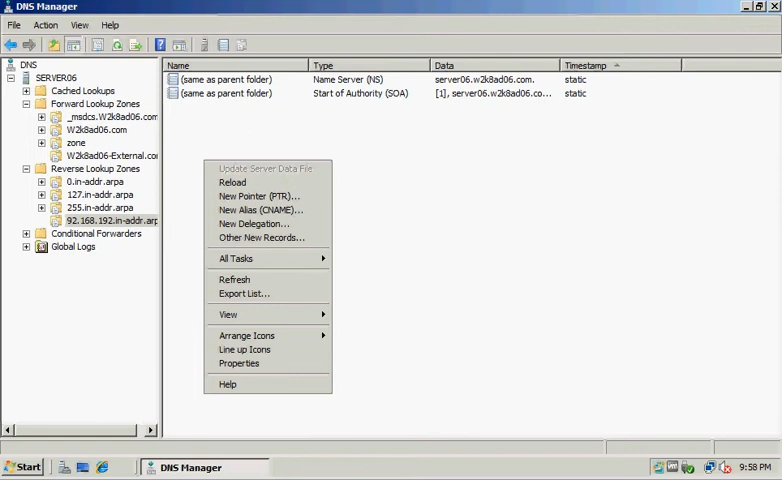 DNS Manager
File Action View Help
DNS
SERVER06
Cached Lookups
Forward Lookup Zones
_msdcs.W2k8ad06.com
W2k8ad06.com
zone
W2k8ad06-External.co
Reverse Lookup Zones
0.in-addr.arpa
127.in-addr.arpa
255.in-addr.arpa
92.168.192.in-addr.arp
Conditional Forwarders
Global Logs
Name Type Data Timestamp
(same as parent folder) Name Server (NS) server06.w2k8ad06.com. static
(same as parent folder) Start of Authority (SOA) [1], server06.w2k8ad06.co... static
Update Server Data File
Reload
New Pointer (PTR)...
New Alias (CNAME)...
New Delegation...
Other New Records...
All Tasks
Refresh
Export List...
View
Arrange Icons
Line up Icons
Properties
Help
Start DNS Manager 9:58 PM